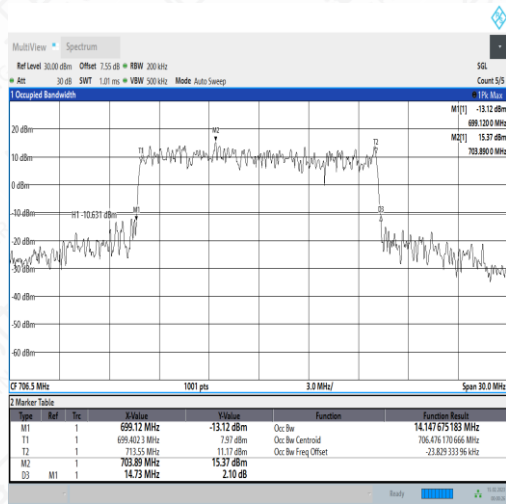 MultiView Spectrum
Ref Level 30.00 dBm Offset 7.55 dB RBW 200 kHz SGL
Att 30 dB SWT 1.01 ms VBW 500 kHz Mode Auto Sweep Count 5/5
1 Occupied Bandwidth 1Pk Max
M1[1] -13.12 dBm
699.120 0 MHz
M2[1] 15.37 dBm
703.890 0 MHz
20 dBm
M2
T1
T2
10 dBm
0 dBm
-10 dBm
H1 -10.631 dBm
M1
D3
-20 dBm
-30 dBm
-40 dBm
-50 dBm
-60 dBm
CF 706.5 MHz 1001 pts 3.0 MHz/ Span 30.0 MHz
2 Marker Table
Type Ref Trc X-Value Y-Value Function Function Result
M1 1 699.12 MHz -13.12 dBm Occ Bw 14.147 675 183 MHz
T1 1 699.402 3 MHz 7.97 dBm Occ Bw Centroid 706.476 170 666 MHz
T2 1 713.55 MHz 11.17 dBm Occ Bw Freq Offset -23.829 333 96 kHz
M2 1 703.89 MHz 15.37 dBm
D3 M1 1 14.73 MHz 2.10 dB
Ready